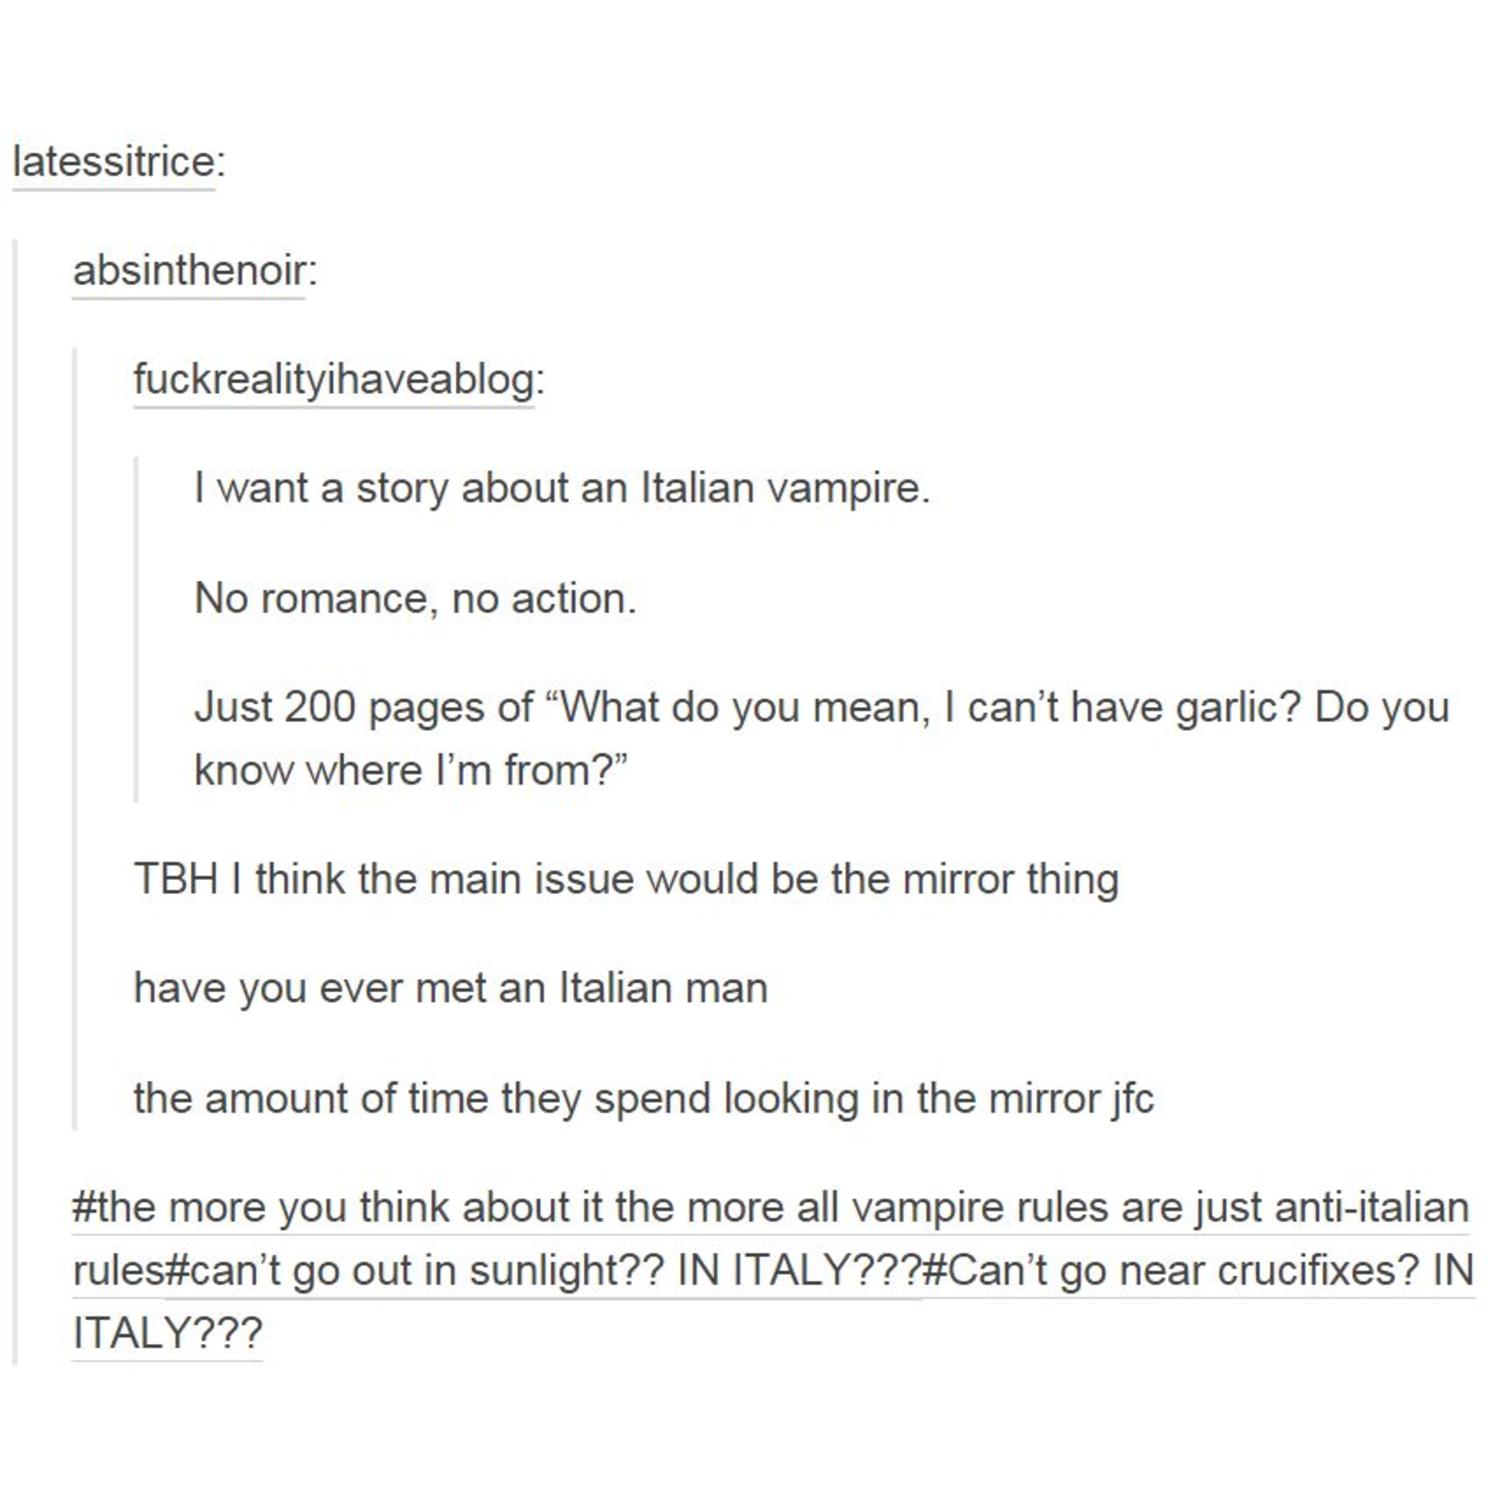 latessitrice:
absinthenoir:
fuckrealityihaveablog:
I want a story about an Italian vampire.
No romance, no action.
Just 200 pages of “What do you mean, I can’t have garlic? Do you
know where I’m from?”
TBH I think the main issue would be the mirror thing
have you ever met an Italian man
the amount of time they spend looking in the mirror jfc
#the more you think about it the more all vampire rules are just anti-italian
rules#can’t go out in sunlight?? IN ITALY???#Can’t go near crucifixes? IN
ITALY???